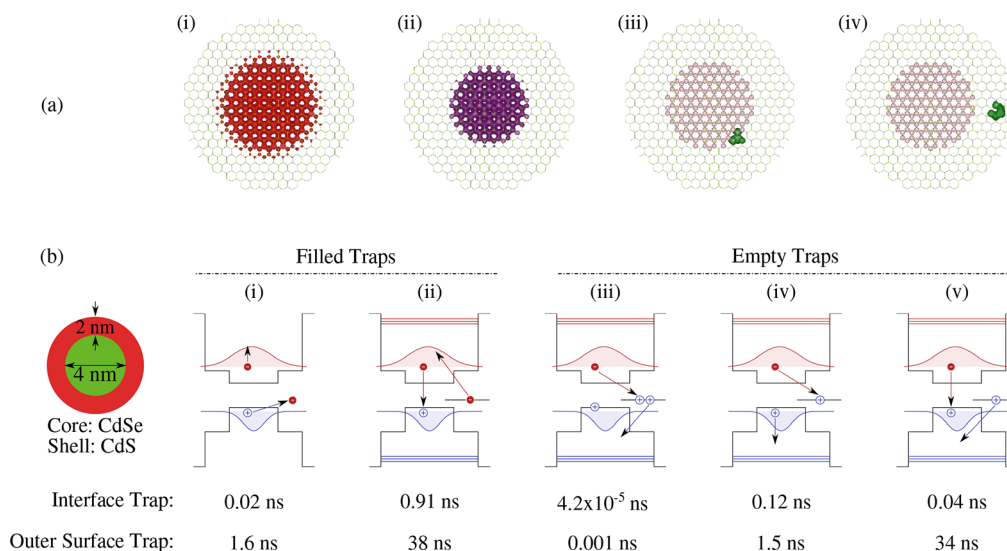 (i) (ii) (iii) (iv)
(a)
(b) Filled Traps Empty Traps
(i) (ii) (iii) (iv) (v)
2 nm
4 nm
Core: CdSe
Shell: CdS
Interface Trap: 0.02 ns 0.91 ns 4.2x10⁻⁵ ns 0.12 ns 0.04 ns
Outer Surface Trap: 1.6 ns 38 ns 0.001 ns 1.5 ns 34 ns